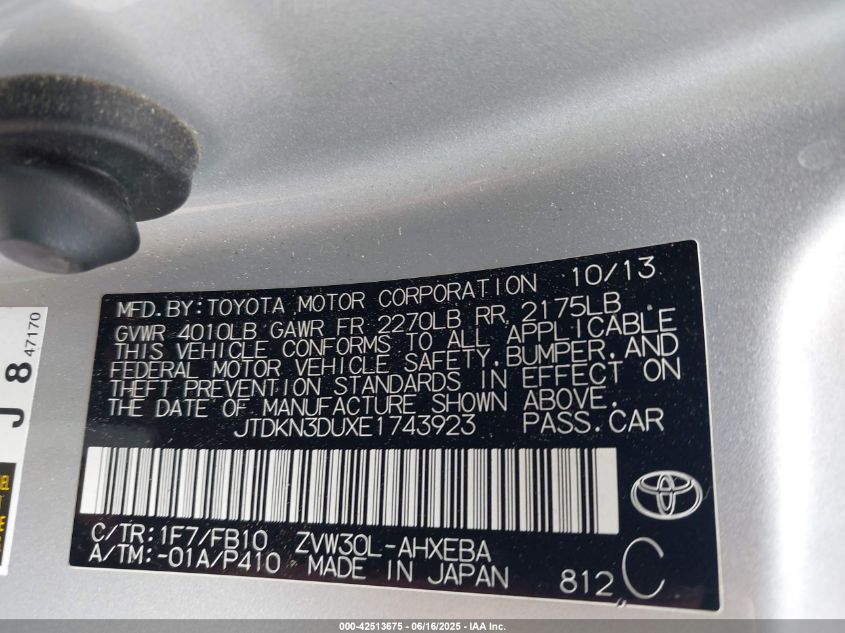 MFD. BY: TOYOTA MOTOR CORPORATION 10/13
GVWR 4010LB GAWR FR 2270LB RR 2175LB
THIS VEHICLE CONFORMS TO ALL APPLICABLE
FEDERAL MOTOR VEHICLE SAFETY, BUMPER, AND
THEFT PREVENTION STANDARDS IN EFFECT ON
THE DATE OF MANUFACTURE SHOWN ABOVE.
JTDKN3DUXE1743923 PASS. CAR
C/TR: 1F7/FB10 ZVW30L-AHXEBA
A/TM: -01A/P410 MADE IN JAPAN 812 C
J 8 47170
000-42513675 - 06/16/2025 - IAA Inc.